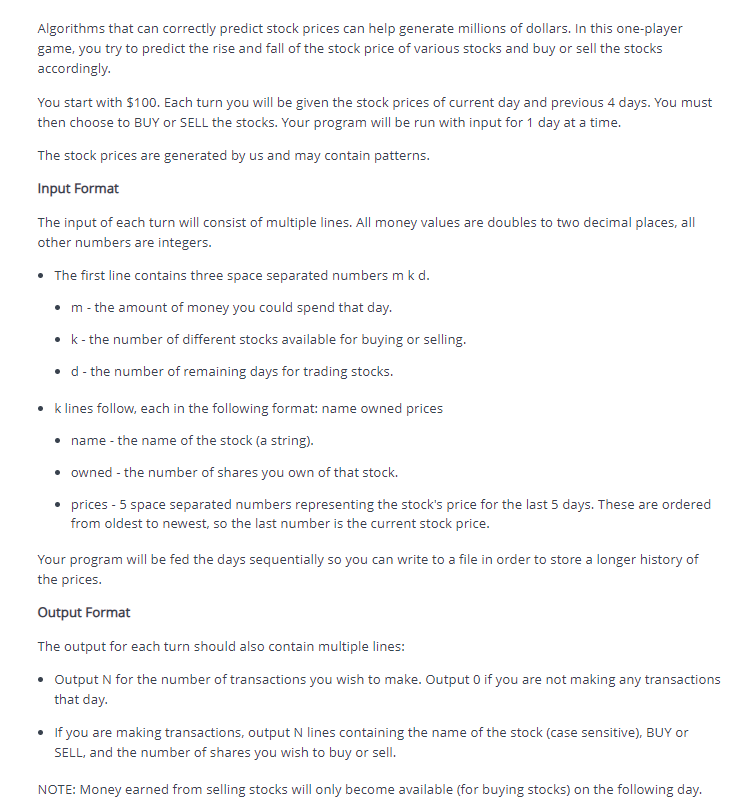 Algorithms that can correctly predict stock prices can help generate millions of dollars. In this one-player
game, you try to predict the rise and fall of the stock price of various stocks and buy or sell the stocks
accordingly.
You start with $100. Each turn you will be given the stock prices of current day and previous 4 days. You must
then choose to BUY or SELL the stocks. Your program will be run with input for 1 day at a time.
The stock prices are generated by us and may contain patterns.
Input Format
The input of each turn will consist of multiple lines. All money values are doubles to two decimal places, all
other numbers are integers.
• The first line contains three space separated numbers m k d.
• m - the amount of money you could spend that day.
• k - the number of different stocks available for buying or selling.
• d - the number of remaining days for trading stocks.
• k lines follow, each in the following format: name owned prices
• name - the name of the stock (a string).
• owned - the number of shares you own of that stock.
• prices - 5 space separated numbers representing the stock's price for the last 5 days. These are ordered
from oldest to newest, so the last number is the current stock price.
Your program will be fed the days sequentially so you can write to a file in order to store a longer history of
the prices.
Output Format
The output for each turn should also contain multiple lines:
• Output N for the number of transactions you wish to make. Output 0 if you are not making any transactions
that day.
• If you are making transactions, output N lines containing the name of the stock (case sensitive), BUY or
SELL, and the number of shares you wish to buy or sell.
NOTE: Money earned from selling stocks will only become available (for buying stocks) on the following day.